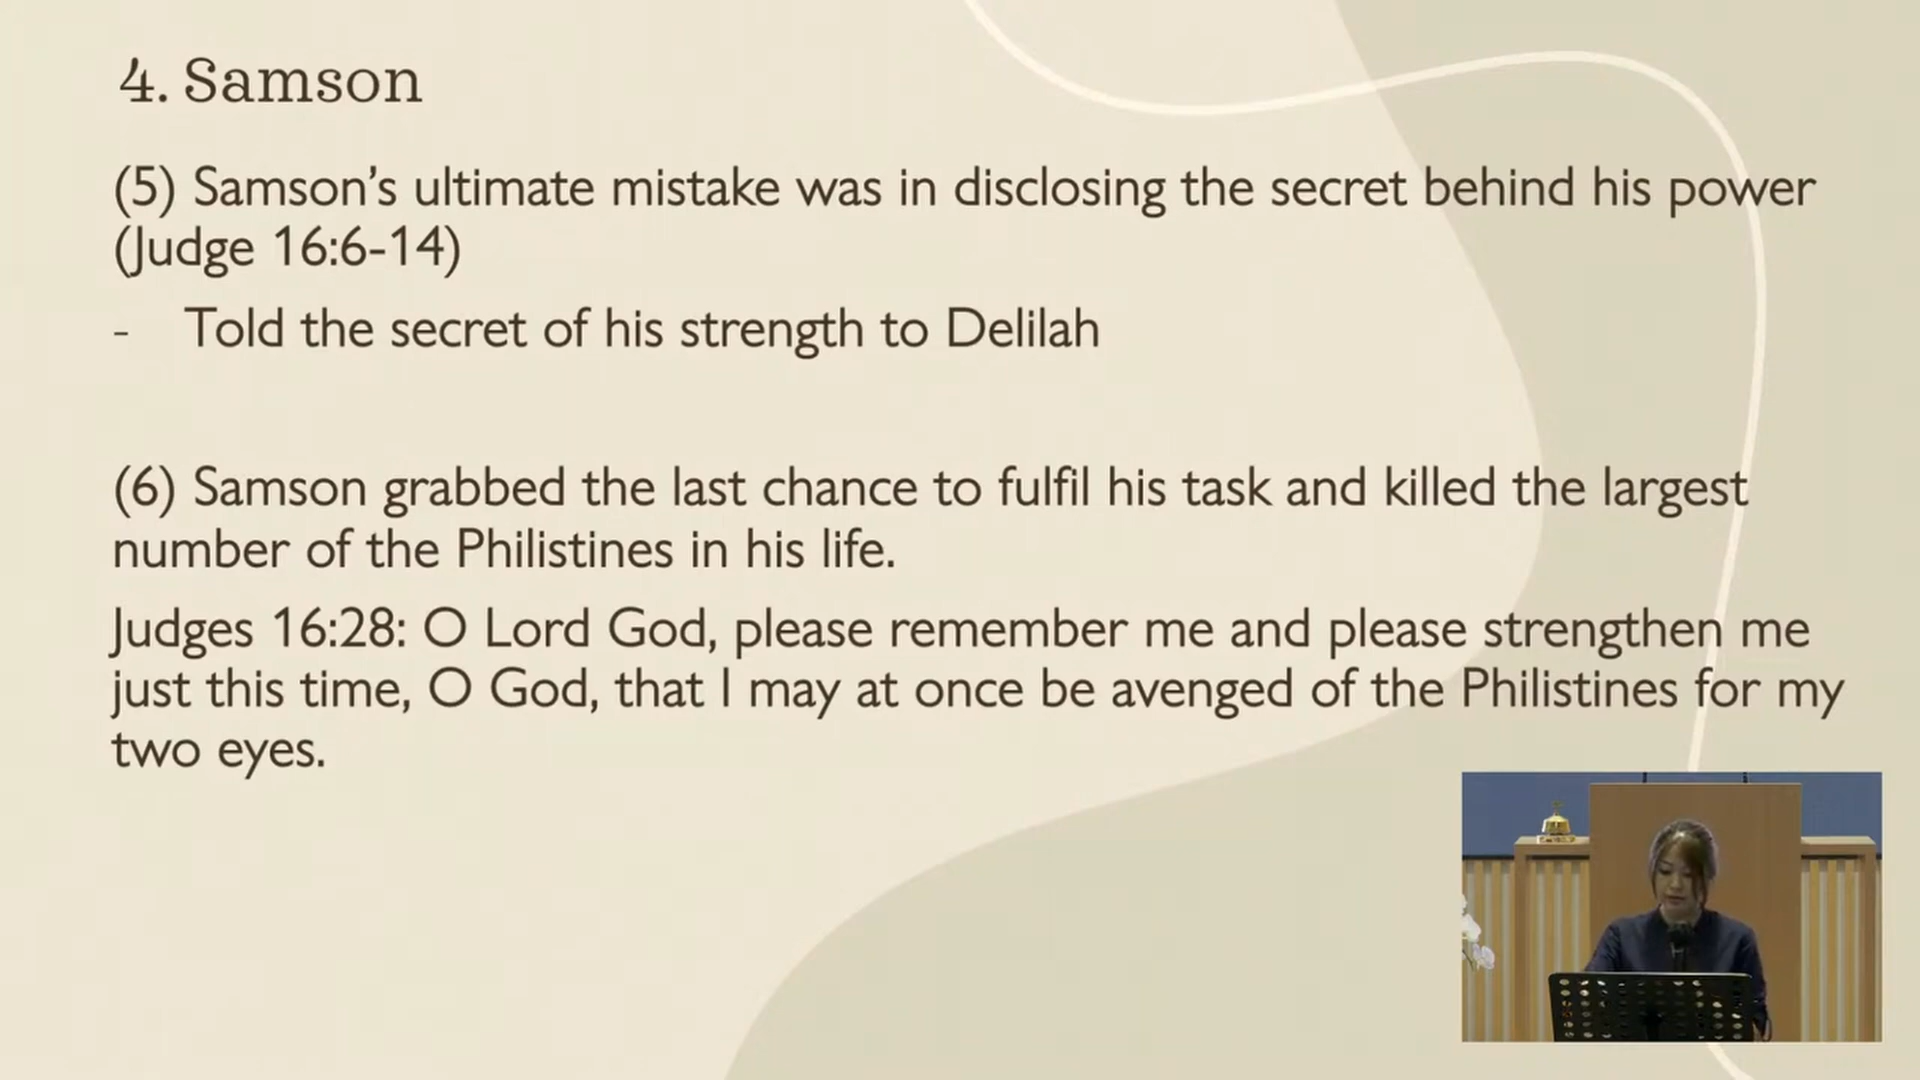 4. Samson
(5) Samson’s ultimate mistake was in disclosing the secret behind his power
(Judge 16:6-14)
- Told the secret of his strength to Delilah
(6) Samson grabbed the last chance to fulfil his task and killed the largest
number of the Philistines in his life.
Judges 16:28: O Lord God, please remember me and please strengthen me
just this time, O God, that I may at once be avenged of the Philistines for my
two eyes.